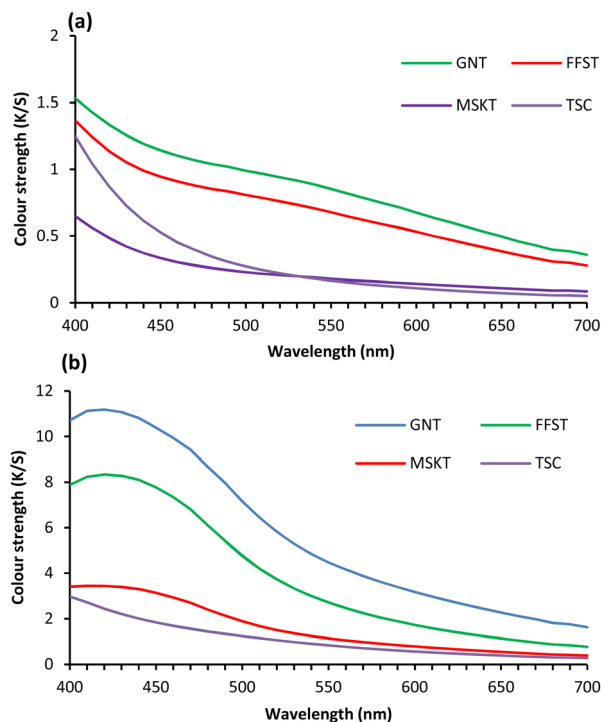 (a)
2
1.5
1
0.5
0
Colour strength (K/S)
GNT FFST
MSKT TSC
400 450 500 550 600 650 700
Wavelength (nm)
(b)
12
10
8
6
4
2
0
Colour strength (K/S)
GNT FFST
MSKT TSC
400 450 500 550 600 650 700
Wavelength (nm)